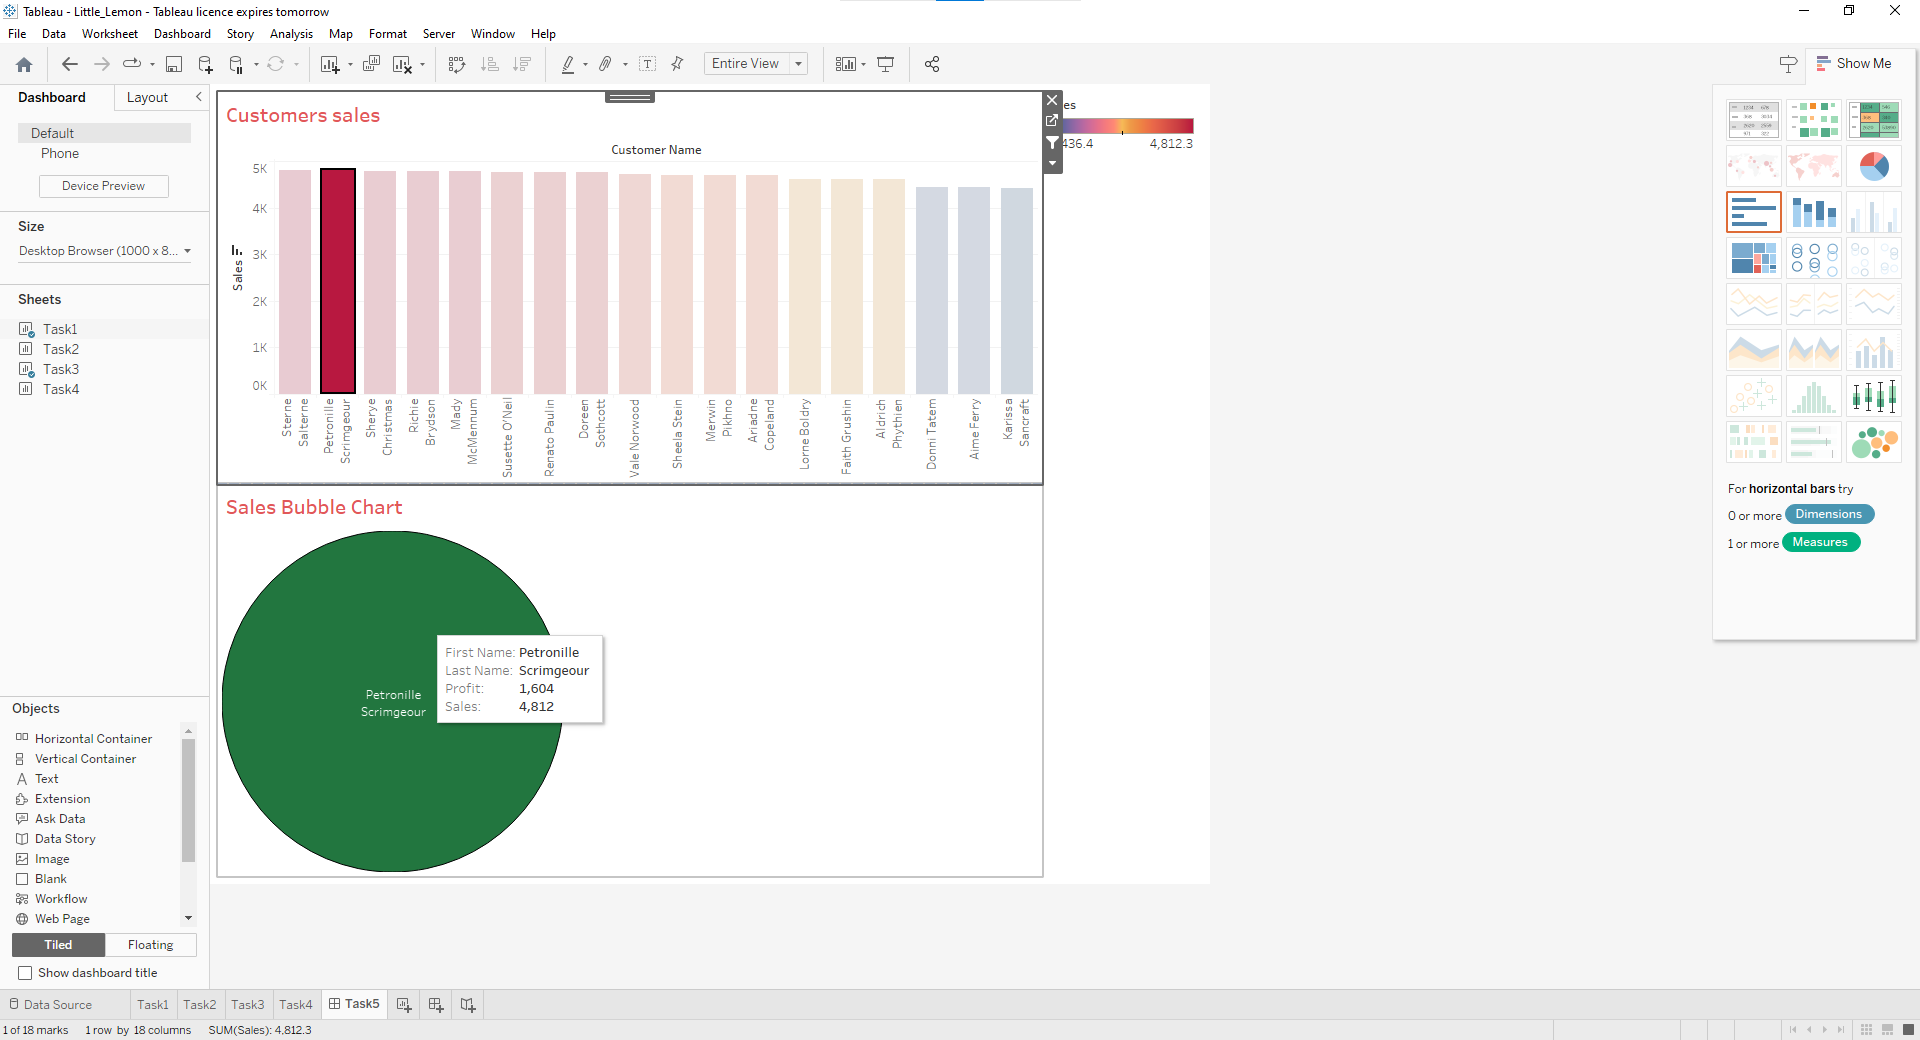 Tableau - Little_Lemon - Tableau licence expires tomorrow
File Data Worksheet Dashboard Story Analysis Map Format Server Window Help
Entire View
Show Me
Dashboard Layout
Default
Phone
Device Preview
Size
Desktop Browser (1000 x 8...
Sheets
Task1
Task2
Task3
Task4
Objects
Horizontal Container
Vertical Container
Text
Extension
Ask Data
Data Story
Image
Blank
Workflow
Web Page
Tiled Floating
Show dashboard title
Customers sales
Customer Name
Sales
5K
4K
3K
2K
1K
0K
Sterne Salterne
Petronille Scrimgeour
Sherye Christmas
Richie Brydson
Mady McMennum
Susette O'Neil
Renato Paulin
Doreen Sothcott
Vale Norwood
Sheela Stein
Merwin Pikhno
Ariadne Copeland
Lorne Boldry
Faith Grushin
Aldrich Phythien
Donni Tatem
Aime Ferry
Karissa Sancraft
es
436.4 4,812.3
Sales Bubble Chart
Petronille
Scrimgeour
First Name: Petronille
Last Name: Scrimgeour
Profit: 1,604
Sales: 4,812
For horizontal bars try
0 or more Dimensions
1 or more Measures
Data Source Task1 Task2 Task3 Task4 Task5
1 of 18 marks 1 row by 18 columns SUM(Sales): 4,812.3